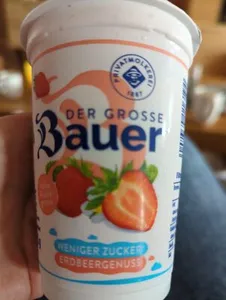 PRIVATMOLKEREI
1887
DER GROSSE
Bauer
WENIGER ZUCKER
ERDBEERGENUSS